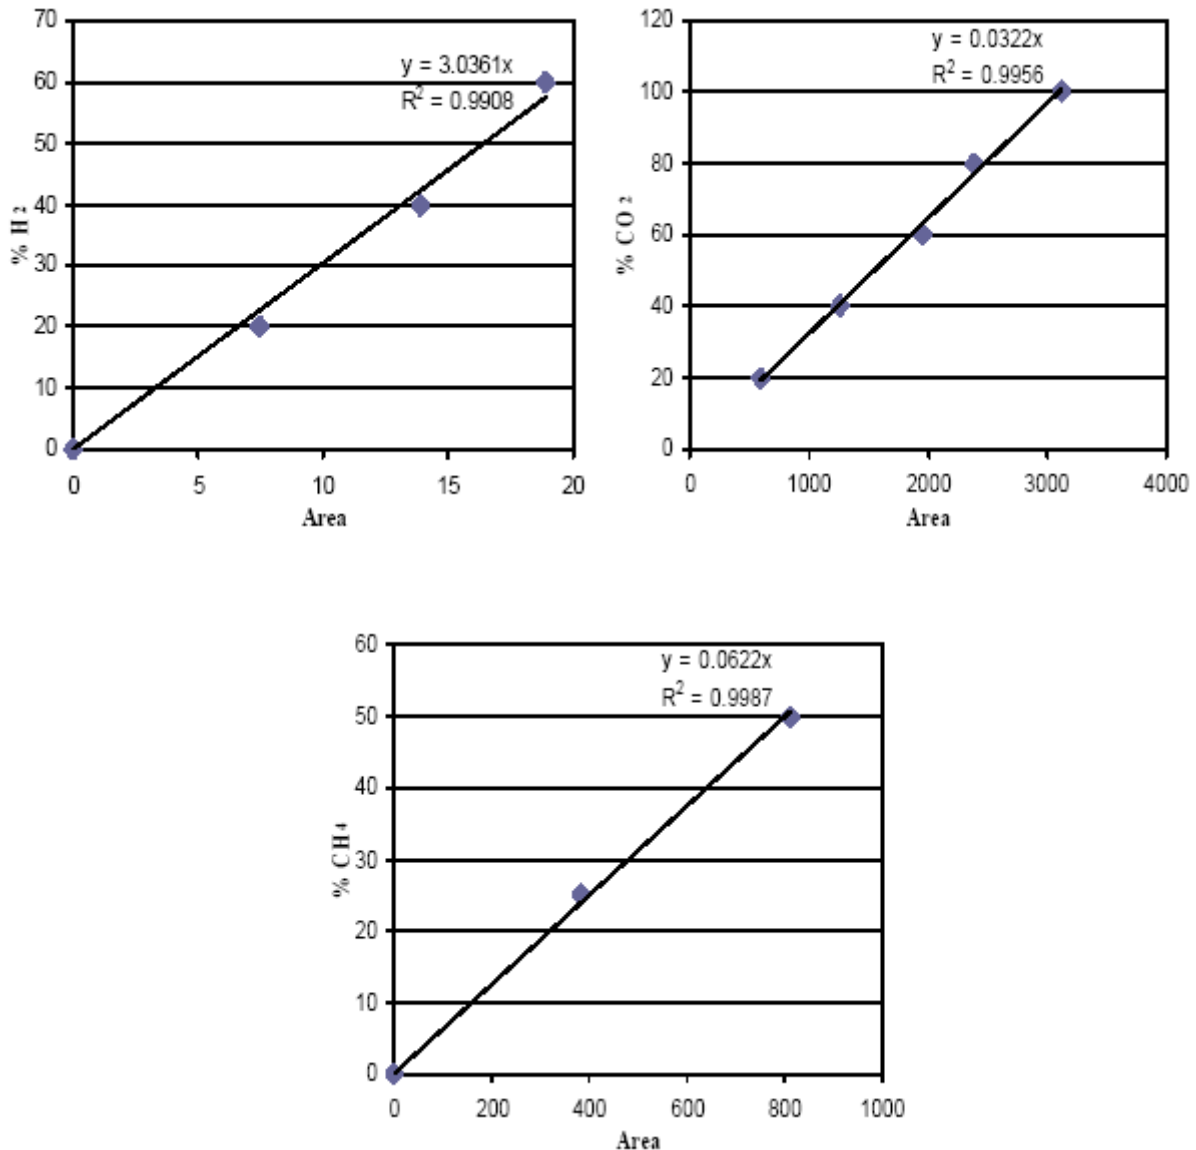 70
60
50
40
30
20
10
0
% H₂
y = 3.0361x
R² = 0.9908
0 5 10 15 20
Area
120
100
80
60
40
20
0
% CO₂
y = 0.0322x
R² = 0.9956
0 1000 2000 3000 4000
Area
60
50
40
30
20
10
0
% CH₄
y = 0.0622x
R² = 0.9987
0 200 400 600 800 1000
Area